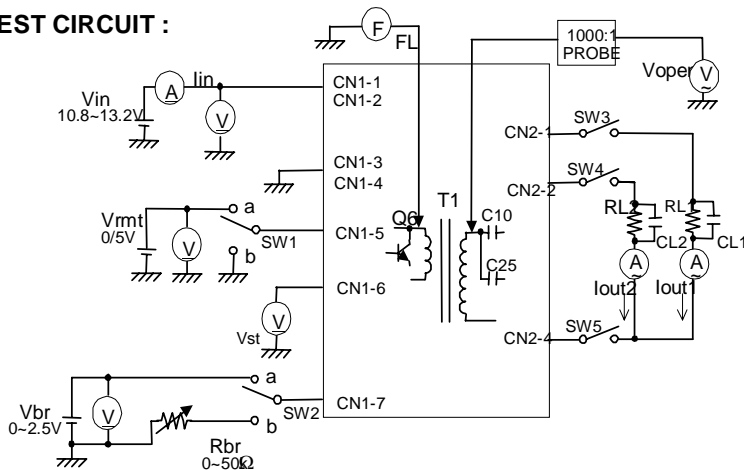 EST CIRCUIT :
F
FL
1000:1
PROBE
Voper
V
~
Iin
A
Vin
10.8~13.2V
V
CN1-1
CN1-2
CN1-3
CN1-4
CN2-1
SW3
CN2-2
SW4
T1
Q6
C10
C25
RL2
CL2
RL
CL1
A
A
Iout2
Iout1
Vrmt
0/5V
V
a
b
SW1
CN1-5
CN1-6
V
Vst
CN2-4
SW5
Vbr
0~2.5V
V
a
b
SW2
CN1-7
Rbr
0~50kΩ